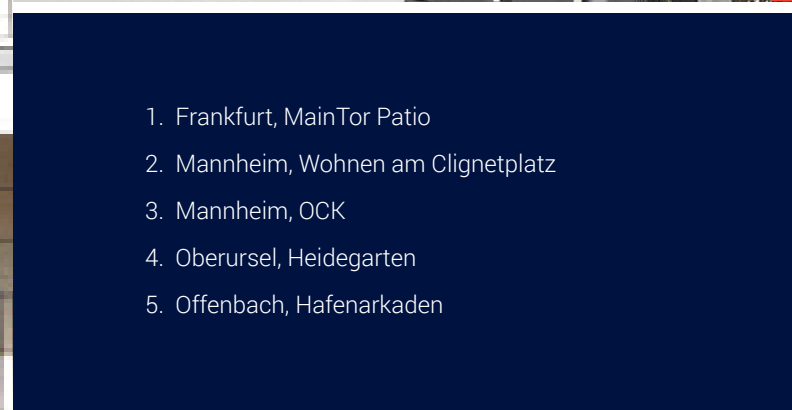 1. Frankfurt, MainTor Patio
2. Mannheim, Wohnen am Clignetplatz
3. Mannheim, OCK
4. Oberursel, Heidegarten
5. Offenbach, Hafenarkaden